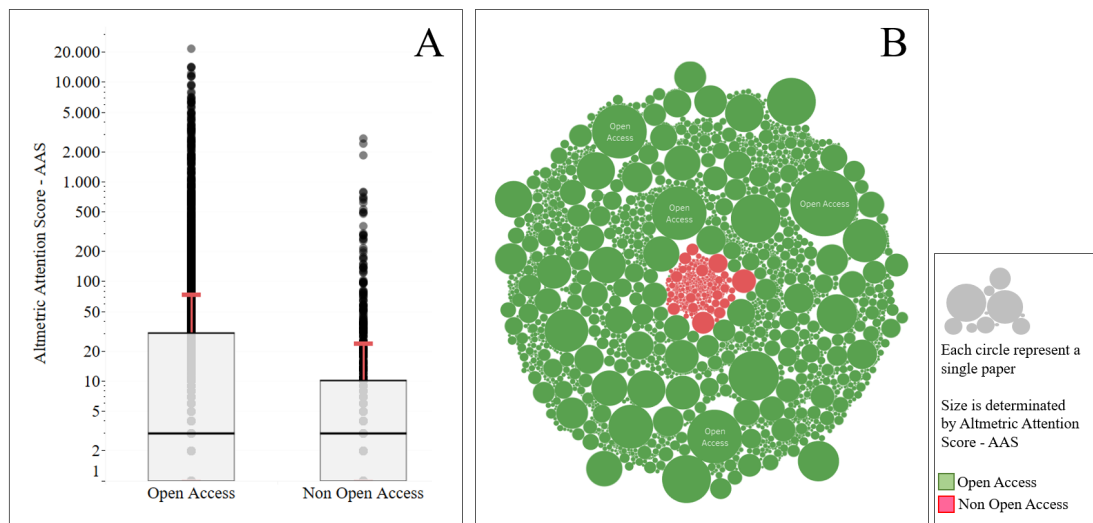 A
Altmetric Attention Score - AAS
20.000
10.000
5.000
2.000
1.000
500
200
100
50
20
10
5
2
1
Open Access
Non Open Access
B
Open
Access
Open
Access
Open Access
Open
Access
Each circle represent a
single paper
Size is determinated
by Altmetric Attention
Score - AAS
Open Access
Non Open Access